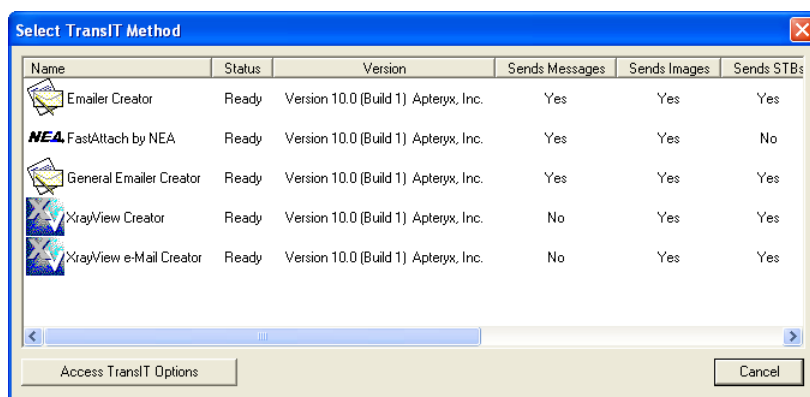 Select TransIT Method
Name Status Version Sends Messages Sends Images Sends STBs
Emailer Creator Ready Version 10.0 (Build 1) Apteryx, Inc. Yes Yes Yes
NEA FastAttach by NEA Ready Version 10.0 (Build 1) Apteryx, Inc. Yes Yes No
General Emailer Creator Ready Version 10.0 (Build 1) Apteryx, Inc. Yes Yes Yes
XV XrayView Creator Ready Version 10.0 (Build 1) Apteryx, Inc. No Yes Yes
XV XrayView e-Mail Creator Ready Version 10.0 (Build 1) Apteryx, Inc. No Yes Yes
Access TransIT Options Cancel